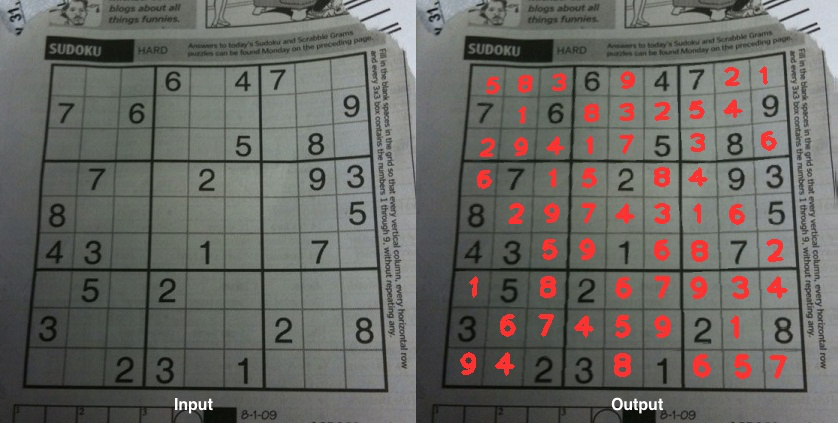 blogs about all
things funnies.
SUDOKU HARD Answers to today's Sudoku and Scrabble Grams
puzzles can be found Monday on the preceding page.
6 4 7
7 6 9
5 8
7 2 9 3
8 5
4 3 1 7
5 2
3 2 8
2 3 1
Fill in the blank spaces in the grid so that every vertical column, every horizontal row
and every 3x3 box contains the numbers 1 through 9, without repeating any.
8-1-09
Input
blogs about all
things funnies.
SUDOKU HARD Answers to today's Sudoku and Scrabble Grams
puzzles can be found Monday on the preceding page.
5 8 3 6 9 4 7 2 1
7 1 6 8 3 2 5 4 9
2 9 4 1 7 5 3 8 6
6 7 1 5 2 8 4 9 3
8 2 9 7 4 3 1 6 5
4 3 5 9 1 6 8 7 2
1 5 8 2 6 7 9 3 4
3 6 7 4 5 9 2 1 8
9 4 2 3 8 1 6 5 7
Fill in the blank spaces in the grid so that every vertical column, every horizontal row
and every 3x3 box contains the numbers 1 through 9, without repeating any.
8-1-09
Output